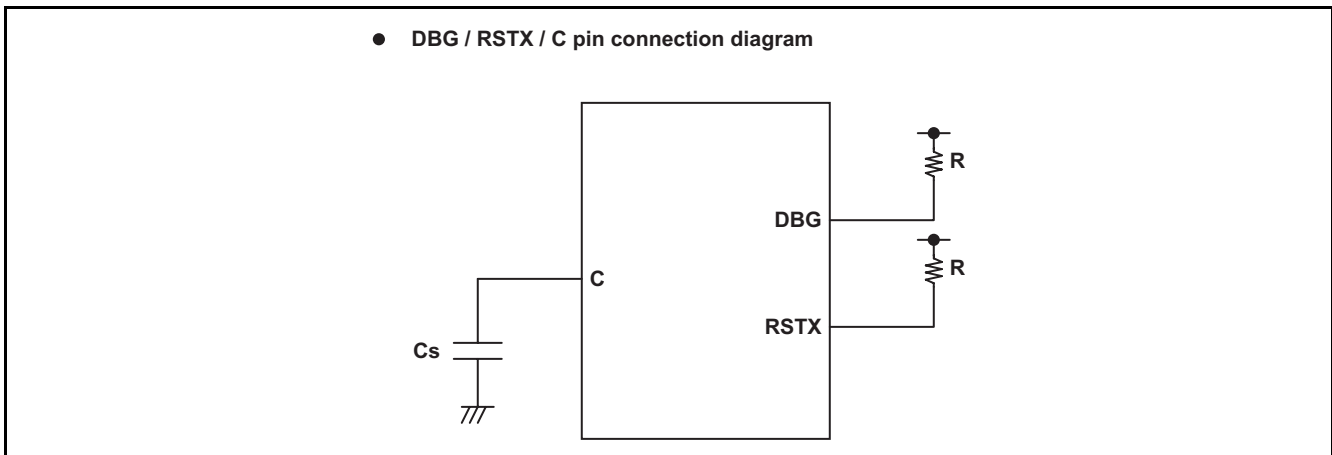 ● DBG / RSTX / C pin connection diagram
R
DBG
R
C
RSTX
Cs